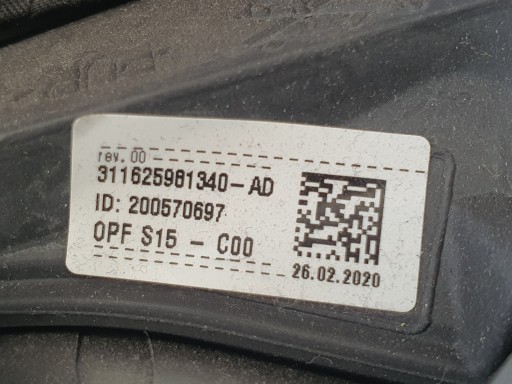 rev.00
311625981340-AD
ID: 200570697
OPF S15 - C00
26.02.2020